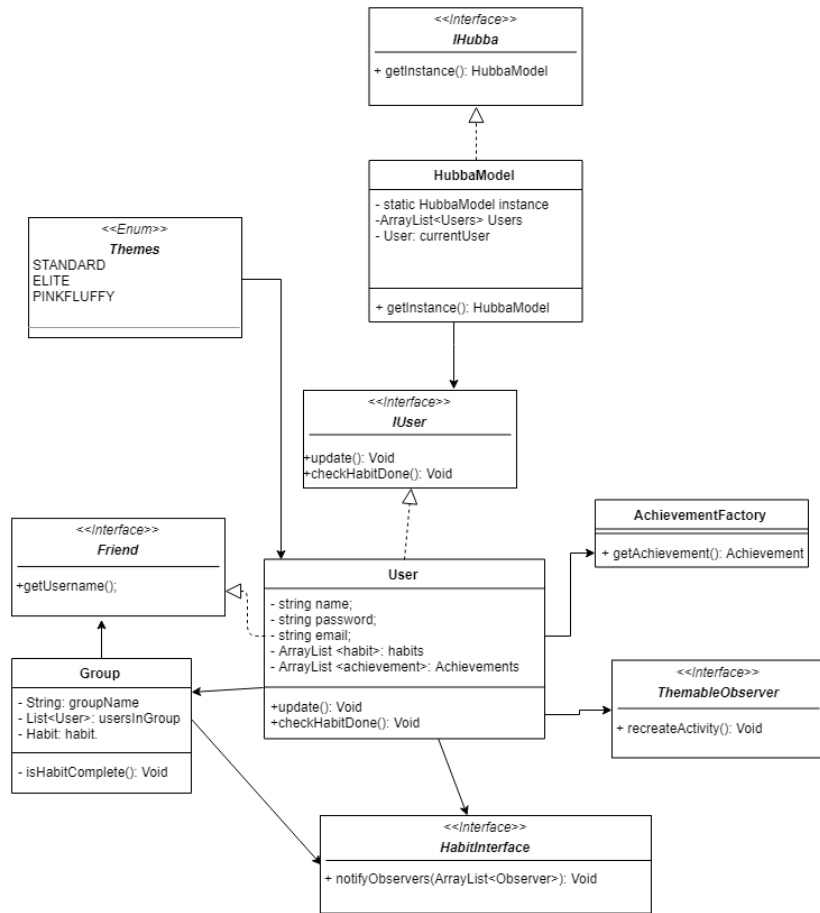 <<Interface>>
IHubba
+ getInstance(): HubbaModel
HubbaModel
- static HubbaModel instance
-ArrayList<Users> Users
- User: currentUser
+ getInstance(): HubbaModel
<<Enum>>
Themes
STANDARD
ELITE
PINKFLUFFY
<<Interface>>
IUser
+update(): Void
+checkHabitDone(): Void
AchievementFactory
+ getAchievement(): Achievement
<<Interface>>
Friend
+getUsername();
User
- string name;
- string password;
- string email;
- ArrayList <habit>: habits
- ArrayList <achievement>: Achievements
+update(): Void
+checkHabitDone(): Void
Group
- String: groupName
- List<User>: usersInGroup
- Habit: habit.
- isHabitComplete(): Void
<<Interface>>
ThemableObserver
+ recreateActivity(): Void
<<Interface>>
HabitInterface
+ notifyObservers(ArrayList<Observer>): Void